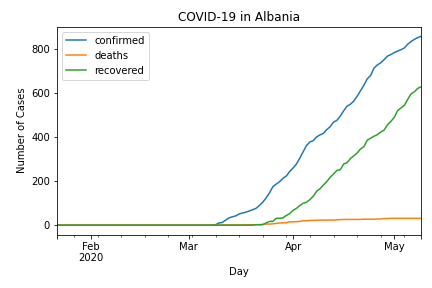 COVID-19 in Albania
confirmed
deaths
recovered
Number of Cases
800
600
400
200
0
Feb
2020
Mar
Apr
May
Day